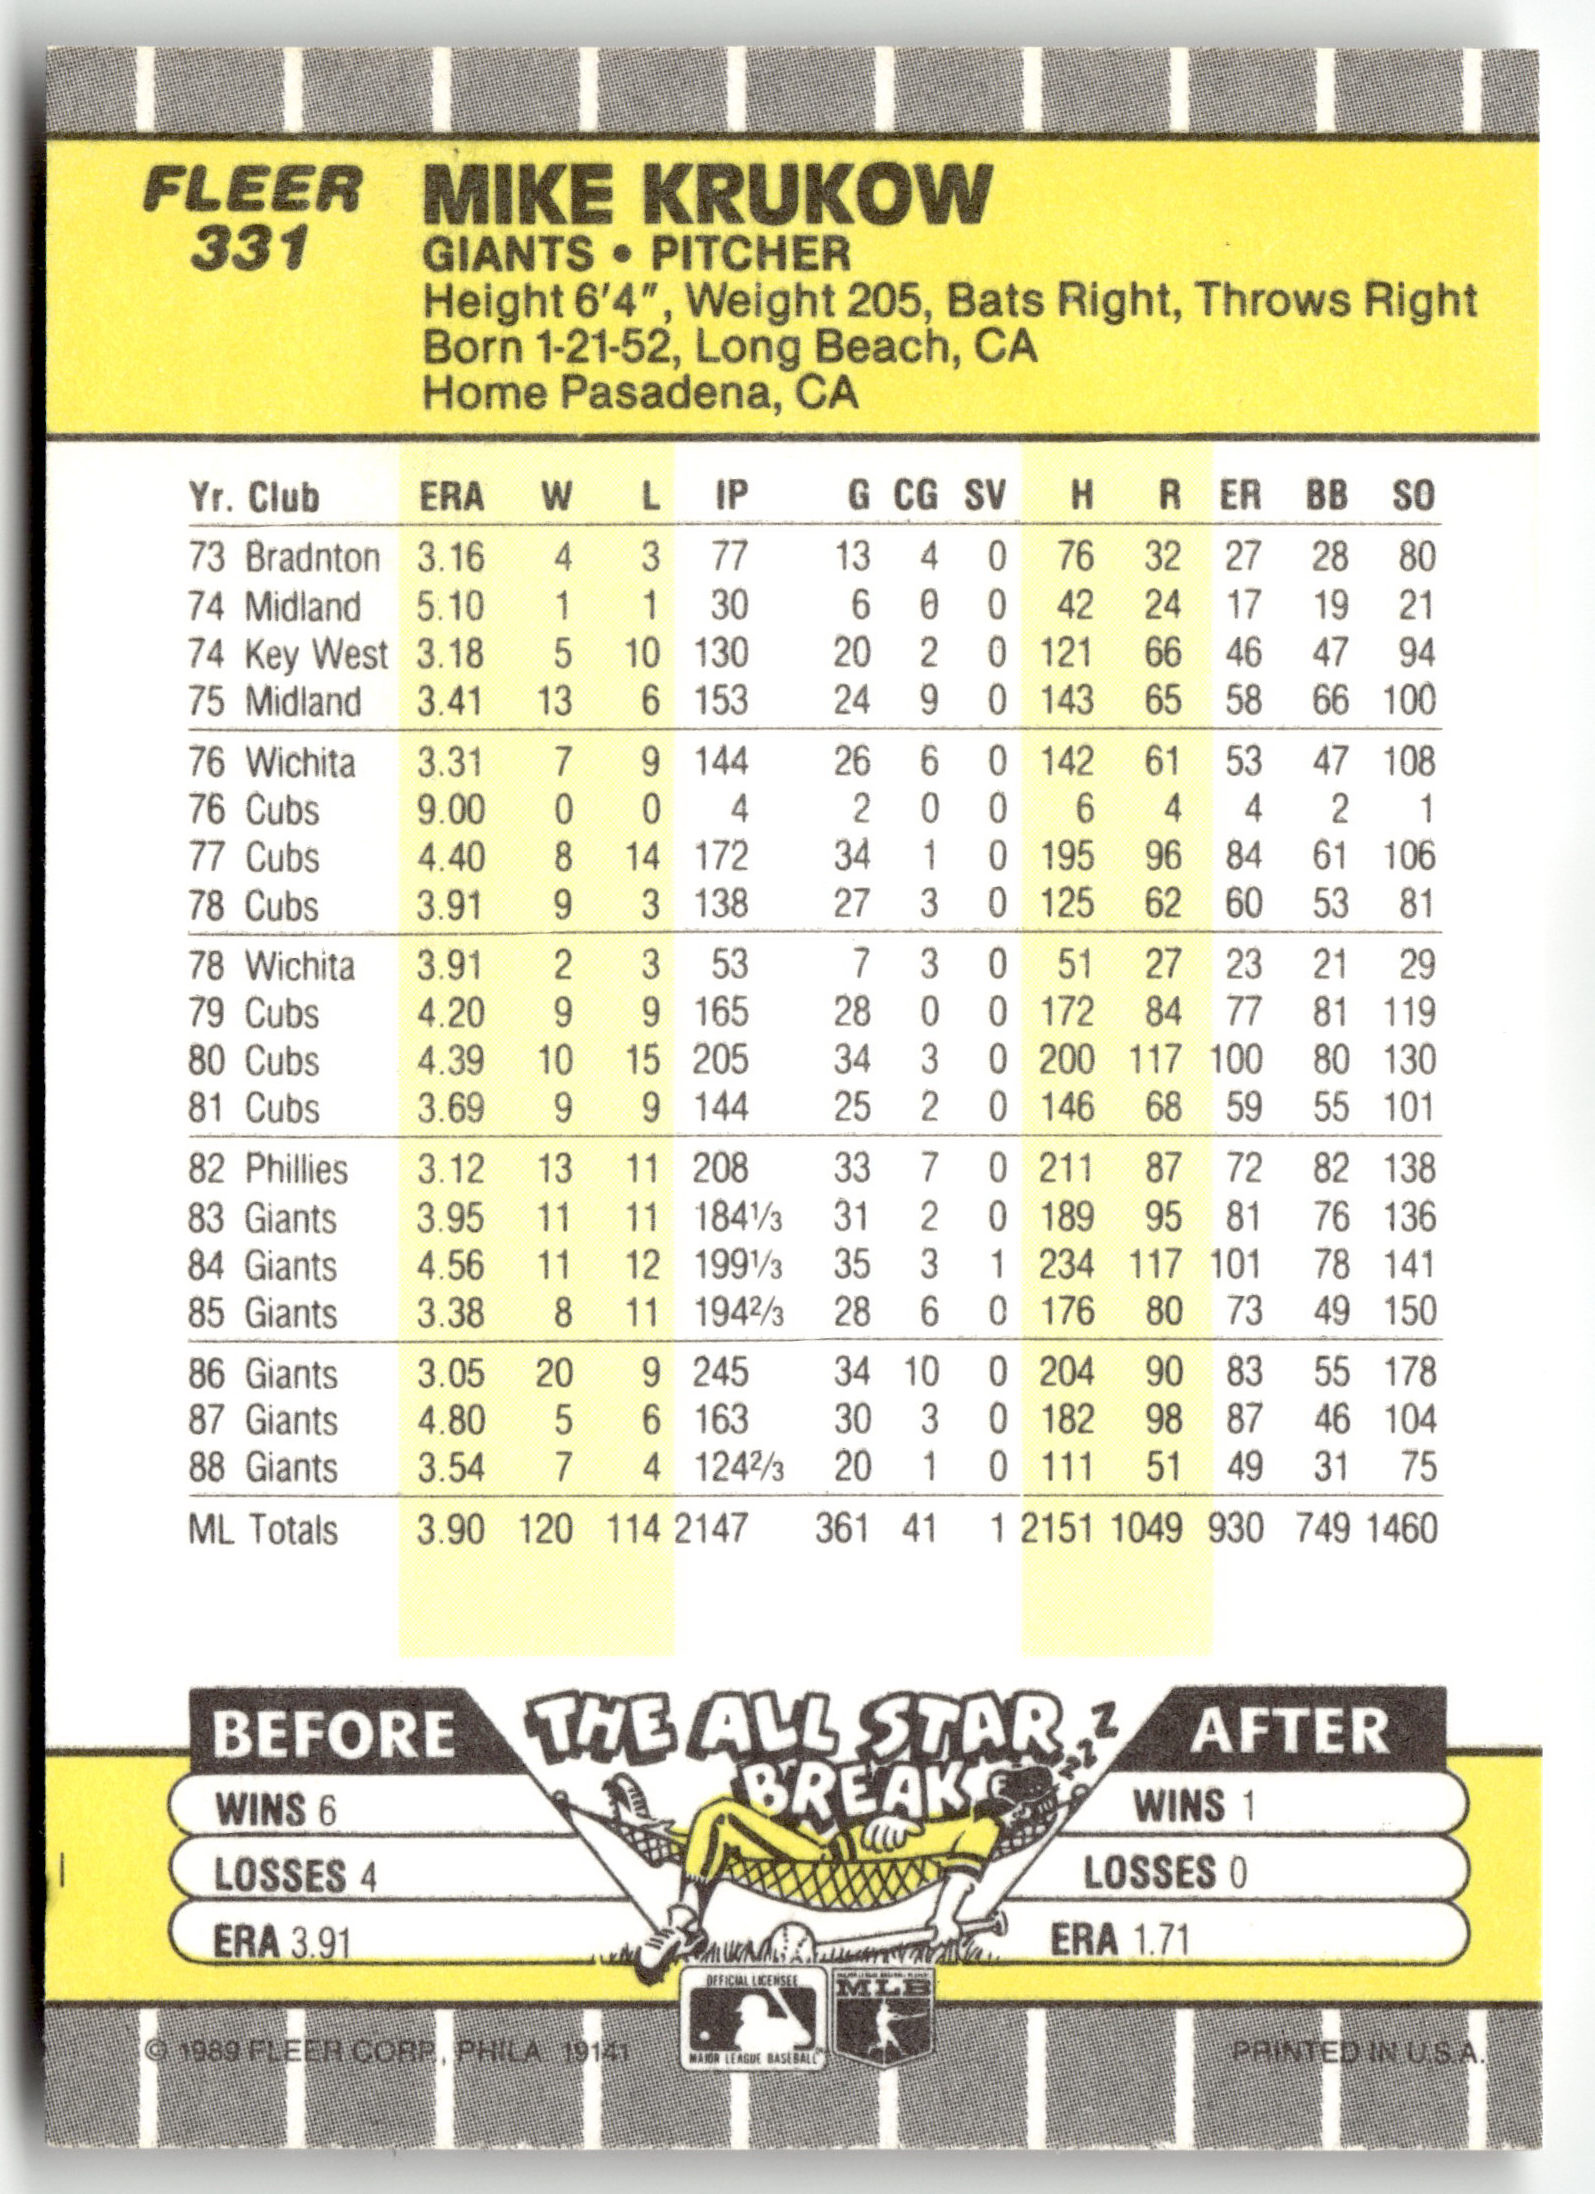 FLEER
331
MIKE KRUKOW
GIANTS • PITCHER
Height 6'4", Weight 205, Bats Right, Throws Right
Born 1-21-52, Long Beach, CA
Home Pasadena, CA
Yr. Club ERA W L IP G CG SV H R ER BB SO
73 Bradnton 3.16 4 3 77 13 4 0 76 32 27 28 80
74 Midland 5.10 1 1 30 6 0 0 42 24 17 19 21
74 Key West 3.18 5 10 130 20 2 0 121 66 46 47 94
75 Midland 3.41 13 6 153 24 9 0 143 65 58 66 100
76 Wichita 3.31 7 9 144 26 6 0 142 61 53 47 108
76 Cubs 9.00 0 0 4 2 0 0 6 4 4 2 1
77 Cubs 4.40 8 14 172 34 1 0 195 96 84 61 106
78 Cubs 3.91 9 3 138 27 3 0 125 62 60 53 81
78 Wichita 3.91 2 3 53 7 3 0 51 27 23 21 29
79 Cubs 4.20 9 9 165 28 0 0 172 84 77 81 119
80 Cubs 4.39 10 15 205 34 3 0 200 117 100 80 130
81 Cubs 3.69 9 9 144 25 2 0 146 68 59 55 101
82 Phillies 3.12 13 11 208 33 7 0 211 87 72 82 138
83 Giants 3.95 11 11 184⅓ 31 2 0 189 95 81 76 136
84 Giants 4.56 11 12 199⅓ 35 3 1 234 117 101 78 141
85 Giants 3.38 8 11 194⅔ 28 6 0 176 80 73 49 150
86 Giants 3.05 20 9 245 34 10 0 204 90 83 55 178
87 Giants 4.80 5 6 163 30 3 0 182 98 87 46 104
88 Giants 3.54 7 4 124⅔ 20 1 0 111 51 49 31 75
ML Totals 3.90 120 114 2147 361 41 1 2151 1049 930 749 1460
BEFORE
THE ALL STAR
BREAK
zzzZ
AFTER
WINS 6
WINS 1
LOSSES 4
LOSSES 0
ERA 3.91
ERA 1.71
OFFICIAL LICENSEE
MAJOR LEAGUE BASEBALL
MLB
© 1989 FLEER CORP., PHILA. 19141
PRINTED IN U.S.A.